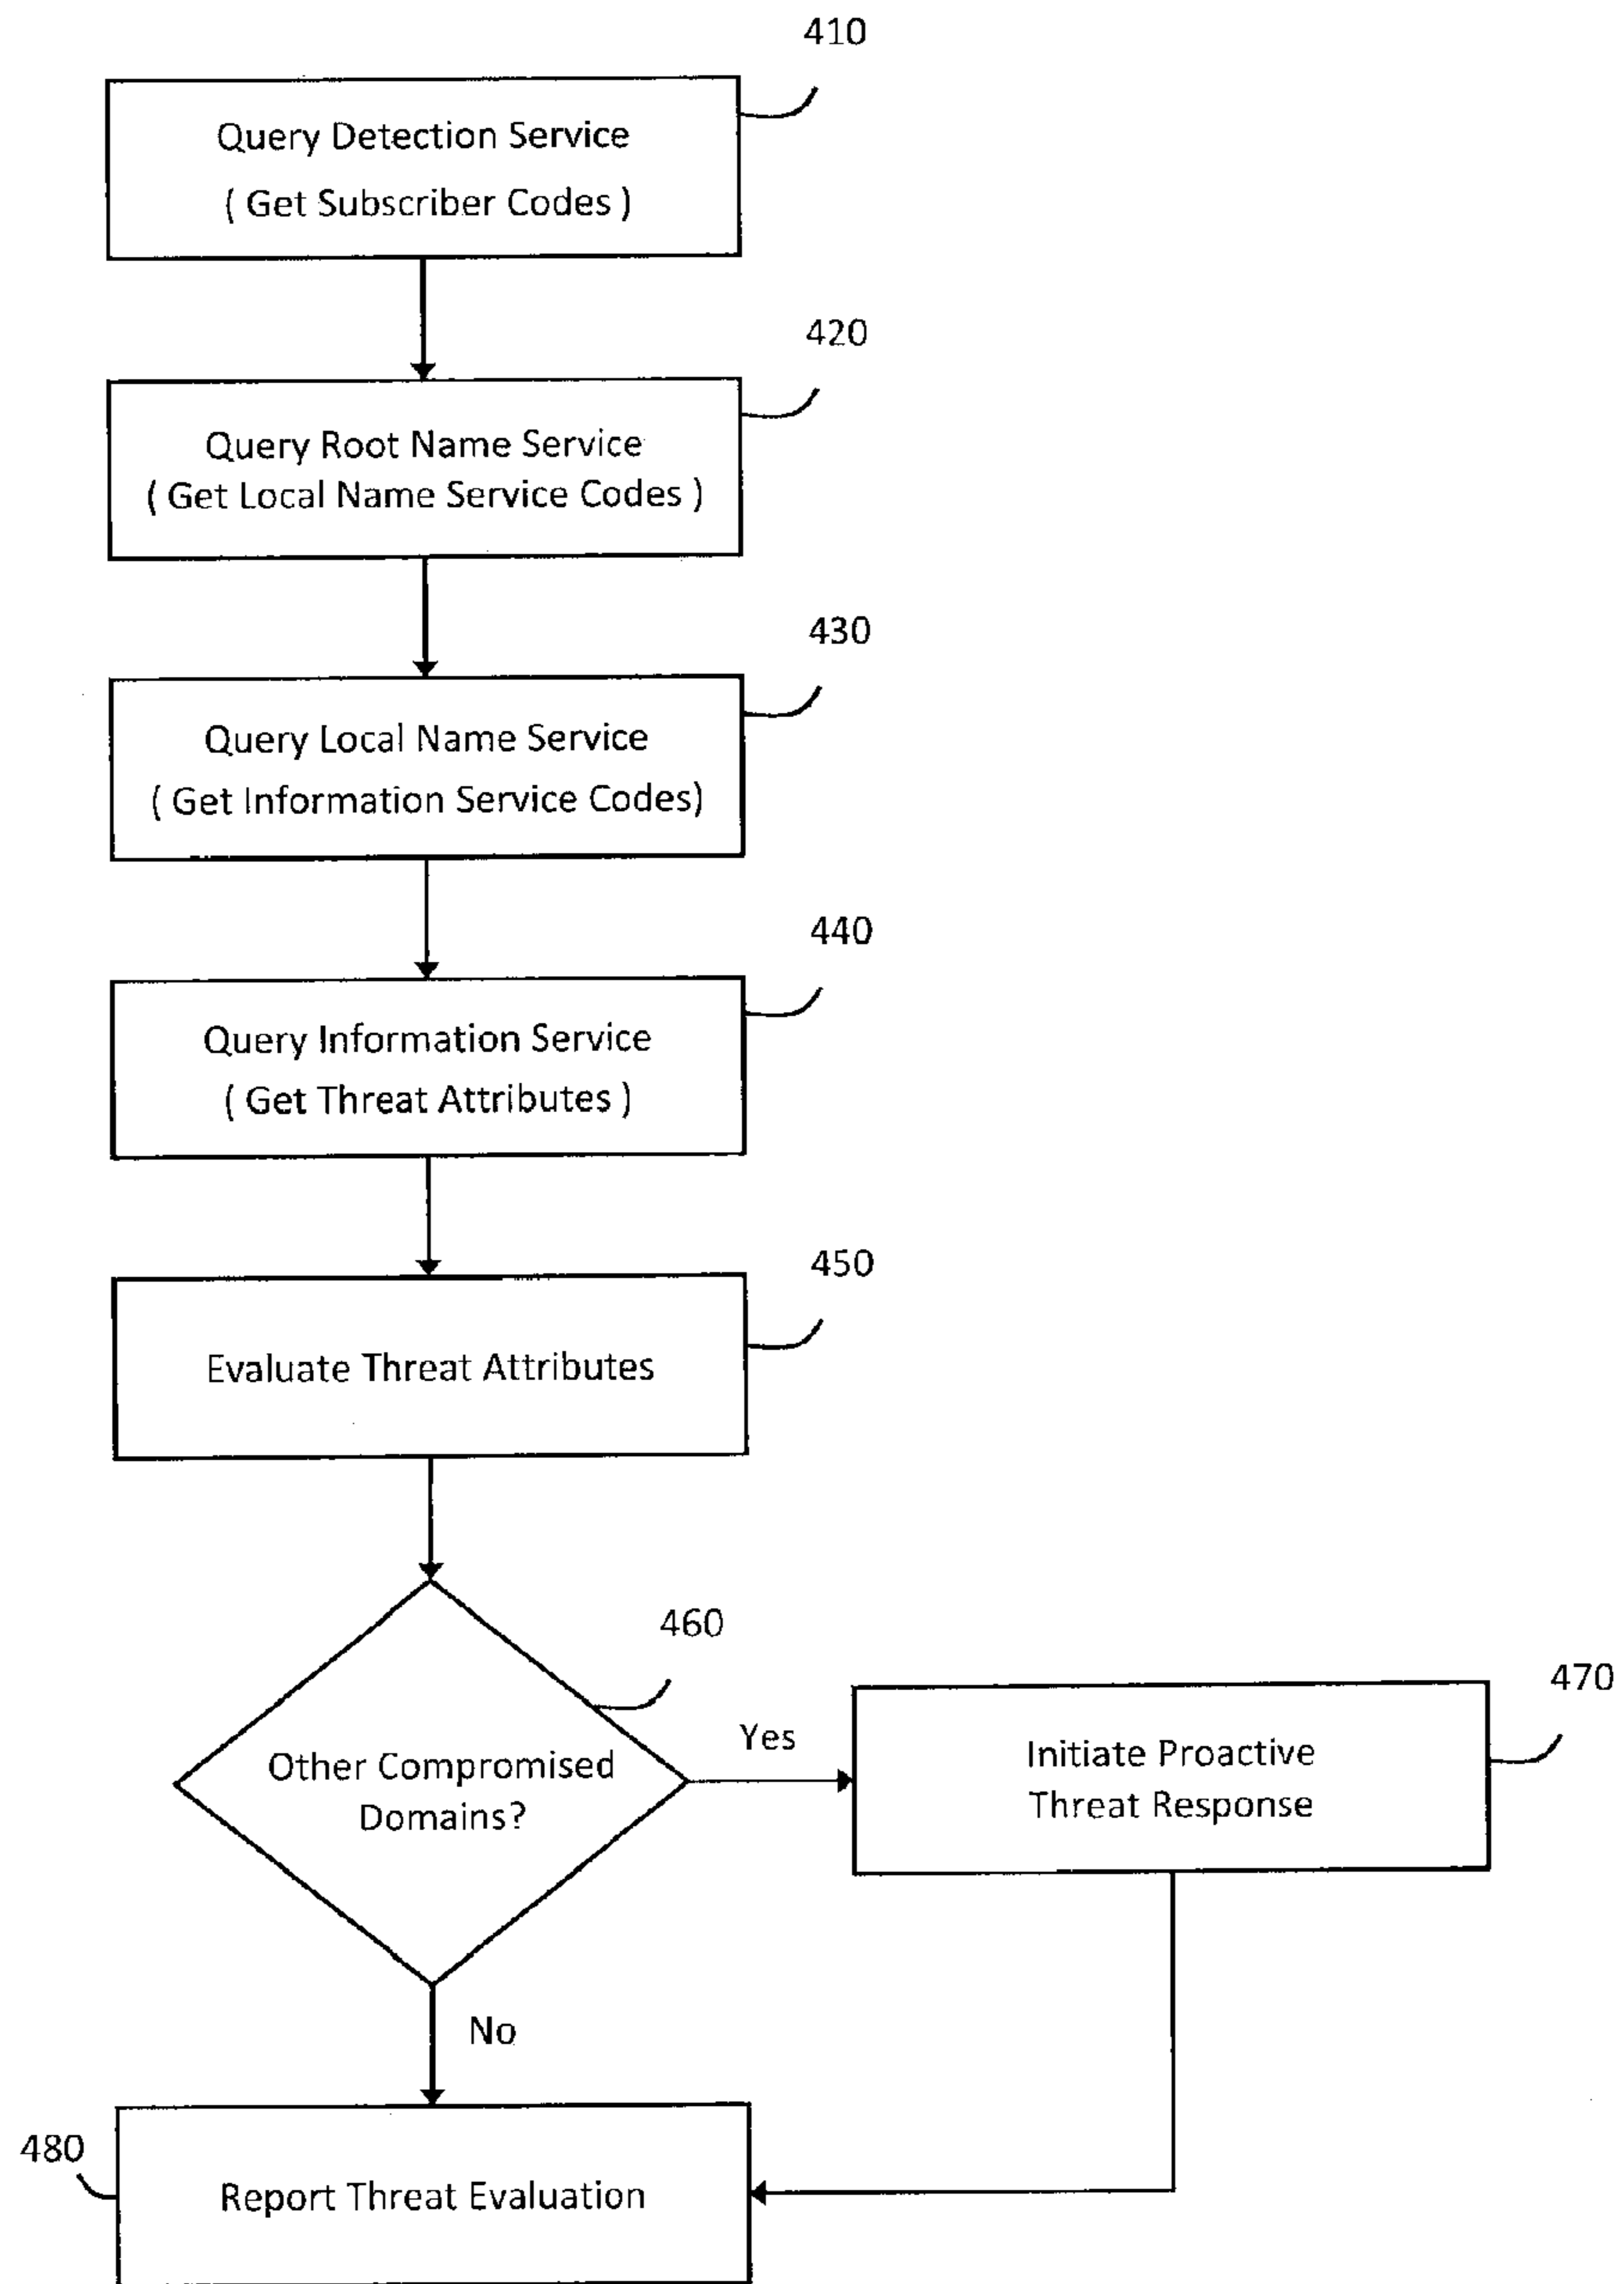 410
Query Detection Service
( Get Subscriber Codes )
420
Query Root Name Service
( Get Local Name Service Codes )
430
Query Local Name Service
( Get Information Service Codes)
440
Query Information Service
( Get Threat Attributes )
450
Evaluate Threat Attributes
460
Other Compromised
Domains?
Yes
470
Initiate Proactive
Threat Response
No
480
Report Threat Evaluation